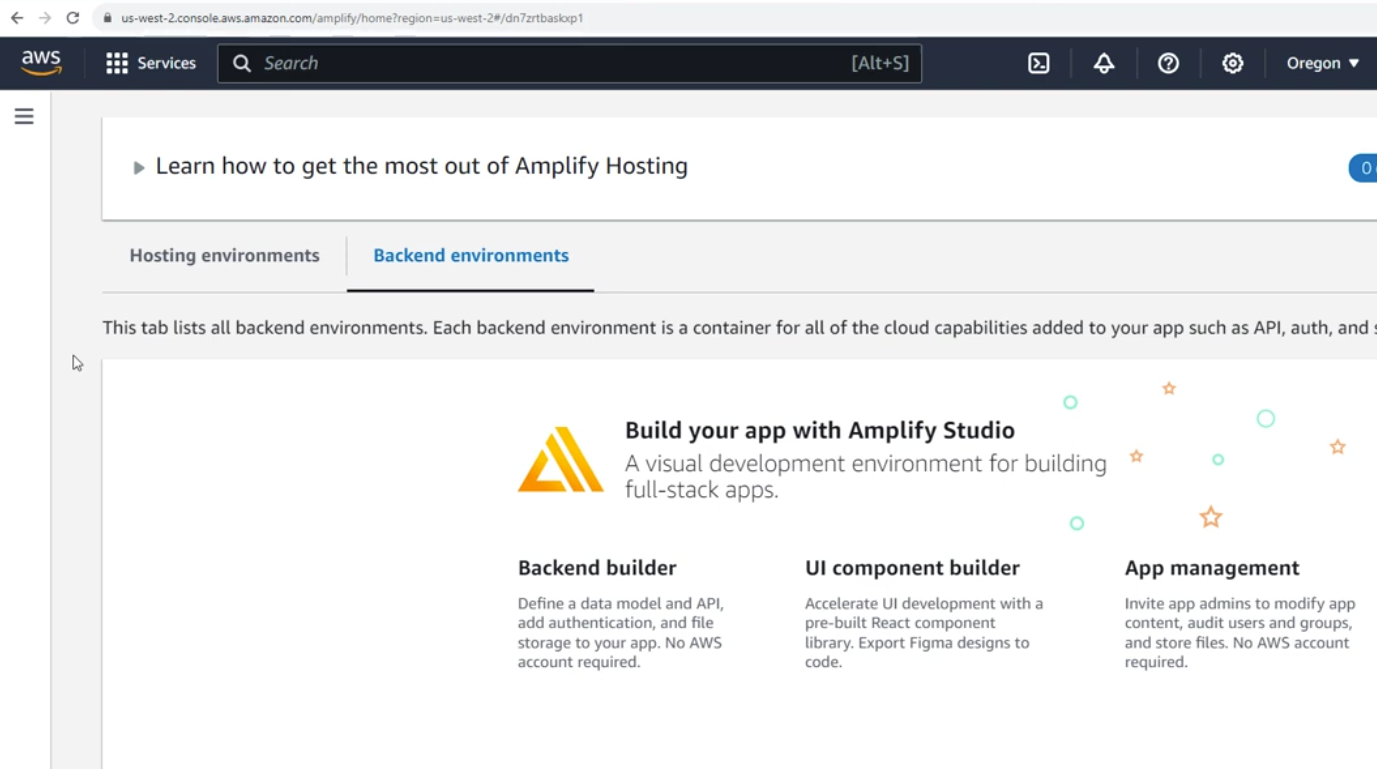 us-west-2.console.aws.amazon.com/amplify/home?region=us-west-2#/dn7zrtbaskxp1
aws Services Search [Alt+S] Oregon
Learn how to get the most out of Amplify Hosting
0
Hosting environments Backend environments
This tab lists all backend environments. Each backend environment is a container for all of the cloud capabilities added to your app such as API, auth, and
Build your app with Amplify Studio
A visual development environment for building
full-stack apps.
Backend builder
Define a data model and API,
add authentication, and file
storage to your app. No AWS
account required.
UI component builder
Accelerate UI development with a
pre-built React component
library. Export Figma designs to
code.
App management
Invite app admins to modify app
content, audit users and groups,
and store files. No AWS account
required.